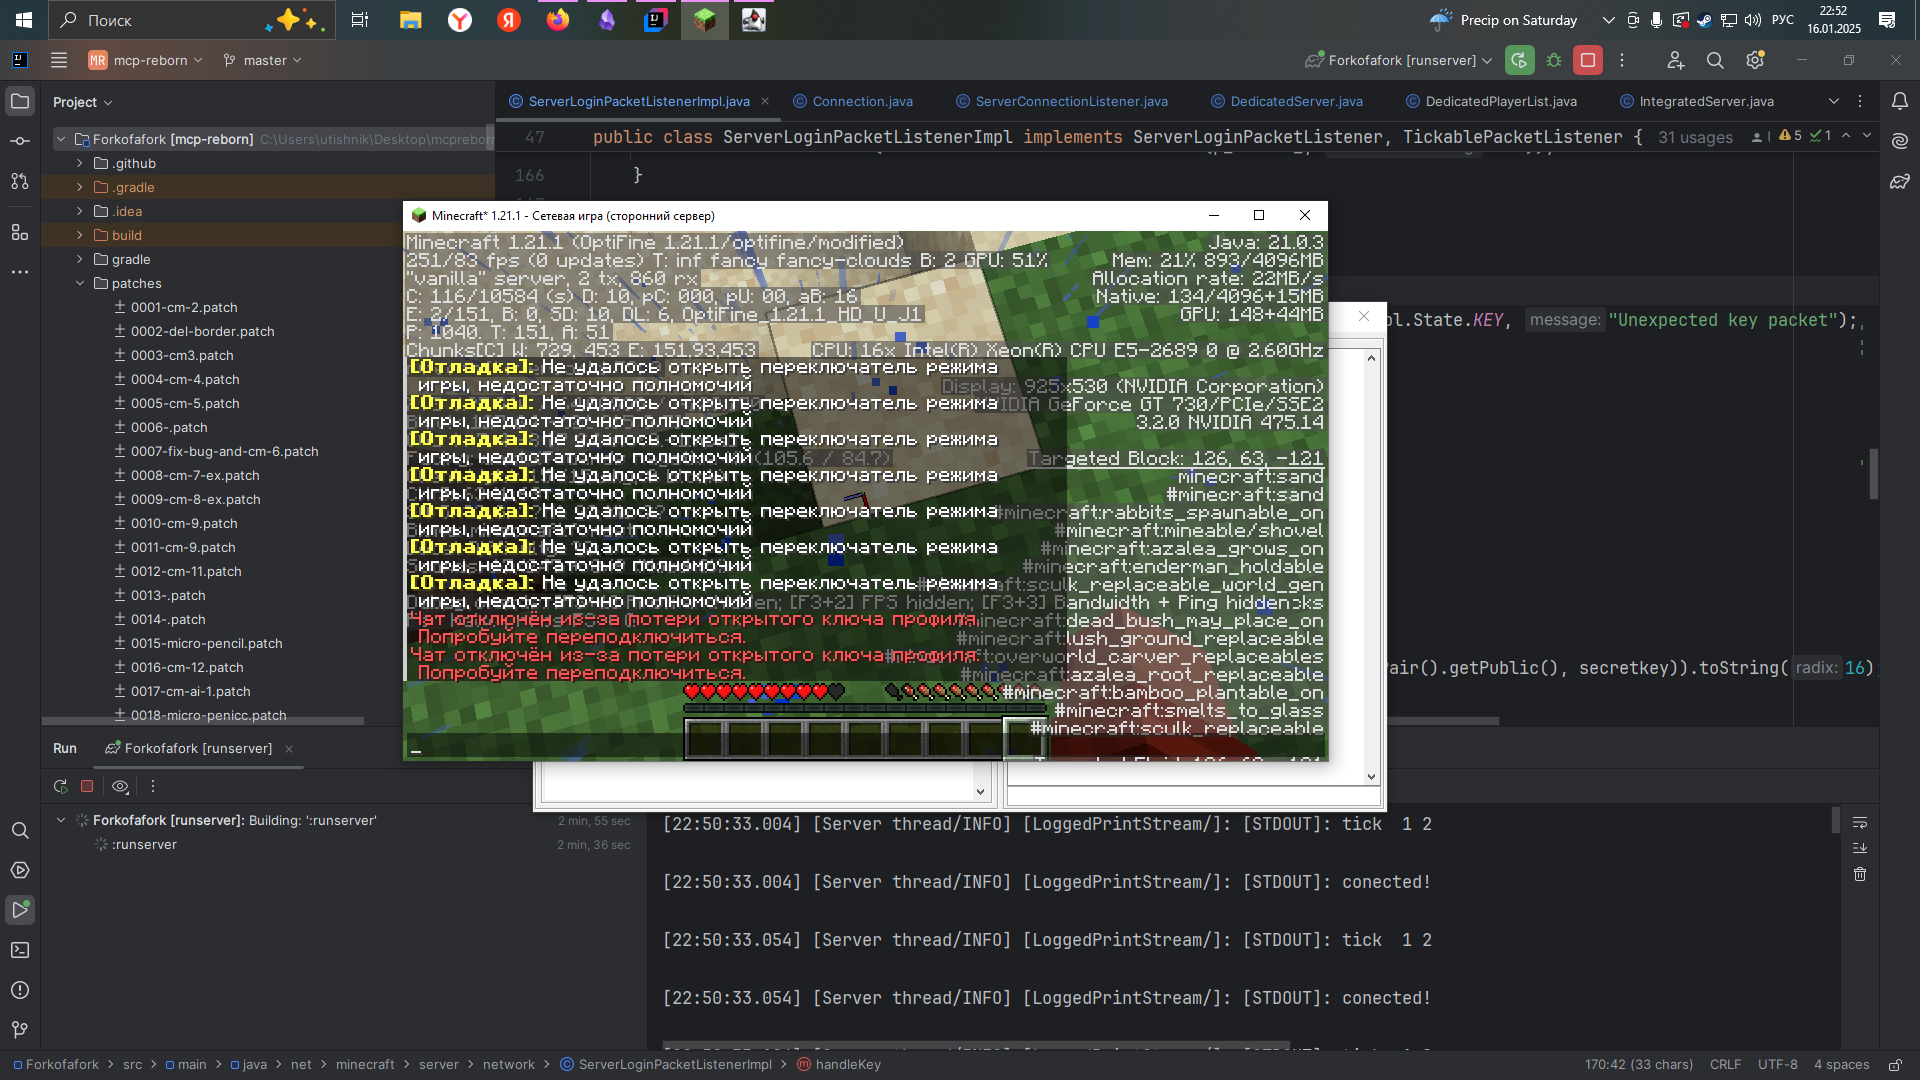 Поиск
Precip on Saturday
РУС
22:52
16.01.2025
MR mcp-reborn
master
Forkofafork [runserver]
Project
ServerLoginPacketListenerImpl.java
Connection.java
ServerConnectionListener.java
DedicatedServer.java
DedicatedPlayerList.java
IntegratedServer.java
47 public class ServerLoginPacketListenerImpl implements ServerLoginPacketListener, TickablePacketListener { 31 usages
5 1
166 }
Forkofafork [mcp-reborn] C:\Users\utishnik\Desktop\mcpreborn
.github
.gradle
.idea
build
gradle
patches
0001-cm-2.patch
0002-del-border.patch
0003-cm3.patch
0004-cm-4.patch
0005-cm-5.patch
0006-.patch
0007-fix-bug-and-cm-6.patch
0008-cm-7-ex.patch
0009-cm-8-ex.patch
0010-cm-9.patch
0011-cm-9.patch
0012-cm-11.patch
0013-.patch
0014-.patch
0015-micro-pencil.patch
0016-cm-12.patch
0017-cm-ai-1.patch
0018-micro-penicc.patch
Minecraft* 1.21.1 - Сетевая игра (сторонний сервер)
Minecraft 1.21.1 (OptiFine 1.21.1/optifine/modified)
251/83 fps (0 updates) T: inf fancy fancy-clouds B: 2 GPU: 51%
"vanilla" server, 2 tx, 860 rx
C: 116/10584 (s) D: 10, pC: 000, pU: 00, aB: 16
E: 2/151, B: 0, SD: 10, DL: 6, OptiFine_1.21.1_HD_U_J1
P: 1040. T: 151, A: 51
Chunks[C] W: 729, 453 E: 151,93,453
Java: 21.0.3
Mem: 21% 893/4096MB
Allocation rate: 22MB/s
Native: 134/4096+15MB
GPU: 148+44MB
CPU: 16x Intel(R) Xeon(R) CPU E5-2689 0 @ 2.60GHz
Display: 925x530 (NVIDIA Corporation)
NVIDIA GeForce GT 730/PCIe/SSE2
3.2.0 NVIDIA 475.14
[Отладка]: Не удалось открыть переключатель режима
игры, недостаточно полномочий
[Отладка]: Не удалось открыть переключатель режима
игры, недостаточно полномочий
[Отладка]: Не удалось открыть переключатель режима
игры, недостаточно полномочий
[Отладка]: Не удалось открыть переключатель режима
игры, недостаточно полномочий
[Отладка]: Не удалось открыть переключатель режима
игры, недостаточно полномочий
[Отладка]: Не удалось открыть переключатель режима
игры, недостаточно полномочий
[Отладка]: Не удалось открыть переключатель режима
игры, недостаточно полномочий
Чат отключён из-за потери открытого ключа профиля.
Попробуйте переподключиться.
Чат отключён из-за потери открытого ключа профиля.
Попробуйте переподключиться.
(105.6 / 84.7)
[F3+2] FPS hidden; [F3+3] Bandwidth + Ping hidden
Targeted Block: 126, 63, -121
minecraft:sand
#minecraft:sand
#minecraft:rabbits_spawnable_on
#minecraft:mineable/shovel
#minecraft:azalea_grows_on
#minecraft:enderman_holdable
#minecraft:sculk_replaceable_world_gen
#minecraft:dead_bush_may_place_on
#minecraft:lush_ground_replaceable
#minecraft:overworld_carver_replaceables
#minecraft:azalea_root_replaceable
#minecraft:bamboo_plantable_on
#minecraft:smelts_to_glass
#minecraft:sculk_replaceable
pl.State.KEY, message: "Unexpected key packet");
Pair().getPublic(), secretkey)).toString( radix: 16);
Run
Forkofafork [runserver]
Forkofafork [runserver]: Building: ':runserver' 2 min, 55 sec
:runserver 2 min, 36 sec
[22:50:33.004] [Server thread/INFO] [LoggedPrintStream/]: [STDOUT]: tick 1 2
[22:50:33.004] [Server thread/INFO] [LoggedPrintStream/]: [STDOUT]: conected!
[22:50:33.054] [Server thread/INFO] [LoggedPrintStream/]: [STDOUT]: tick 1 2
[22:50:33.054] [Server thread/INFO] [LoggedPrintStream/]: [STDOUT]: conected!
Forkofafork > src > main > java > net > minecraft > server > network > ServerLoginPacketListenerImpl > handleKey
170:42 (33 chars) CRLF UTF-8 4 spaces